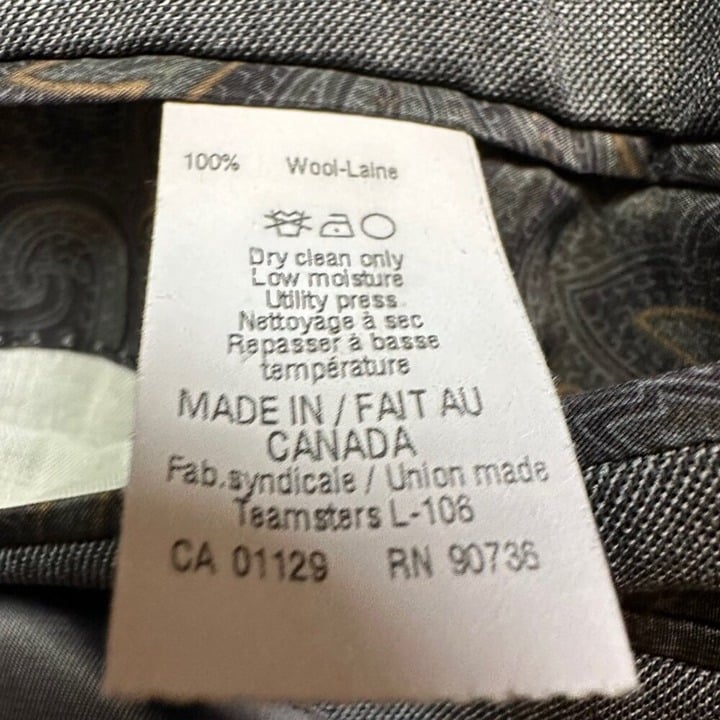 100% Wool-Laine
Dry clean only
Low moisture
Utility press
Nettoyage à sec
Repasser à basse
température
MADE IN / FAIT AU
CANADA
Fab.syndicale / Union made
Teamsters L-106
CA 01129 RN 90736